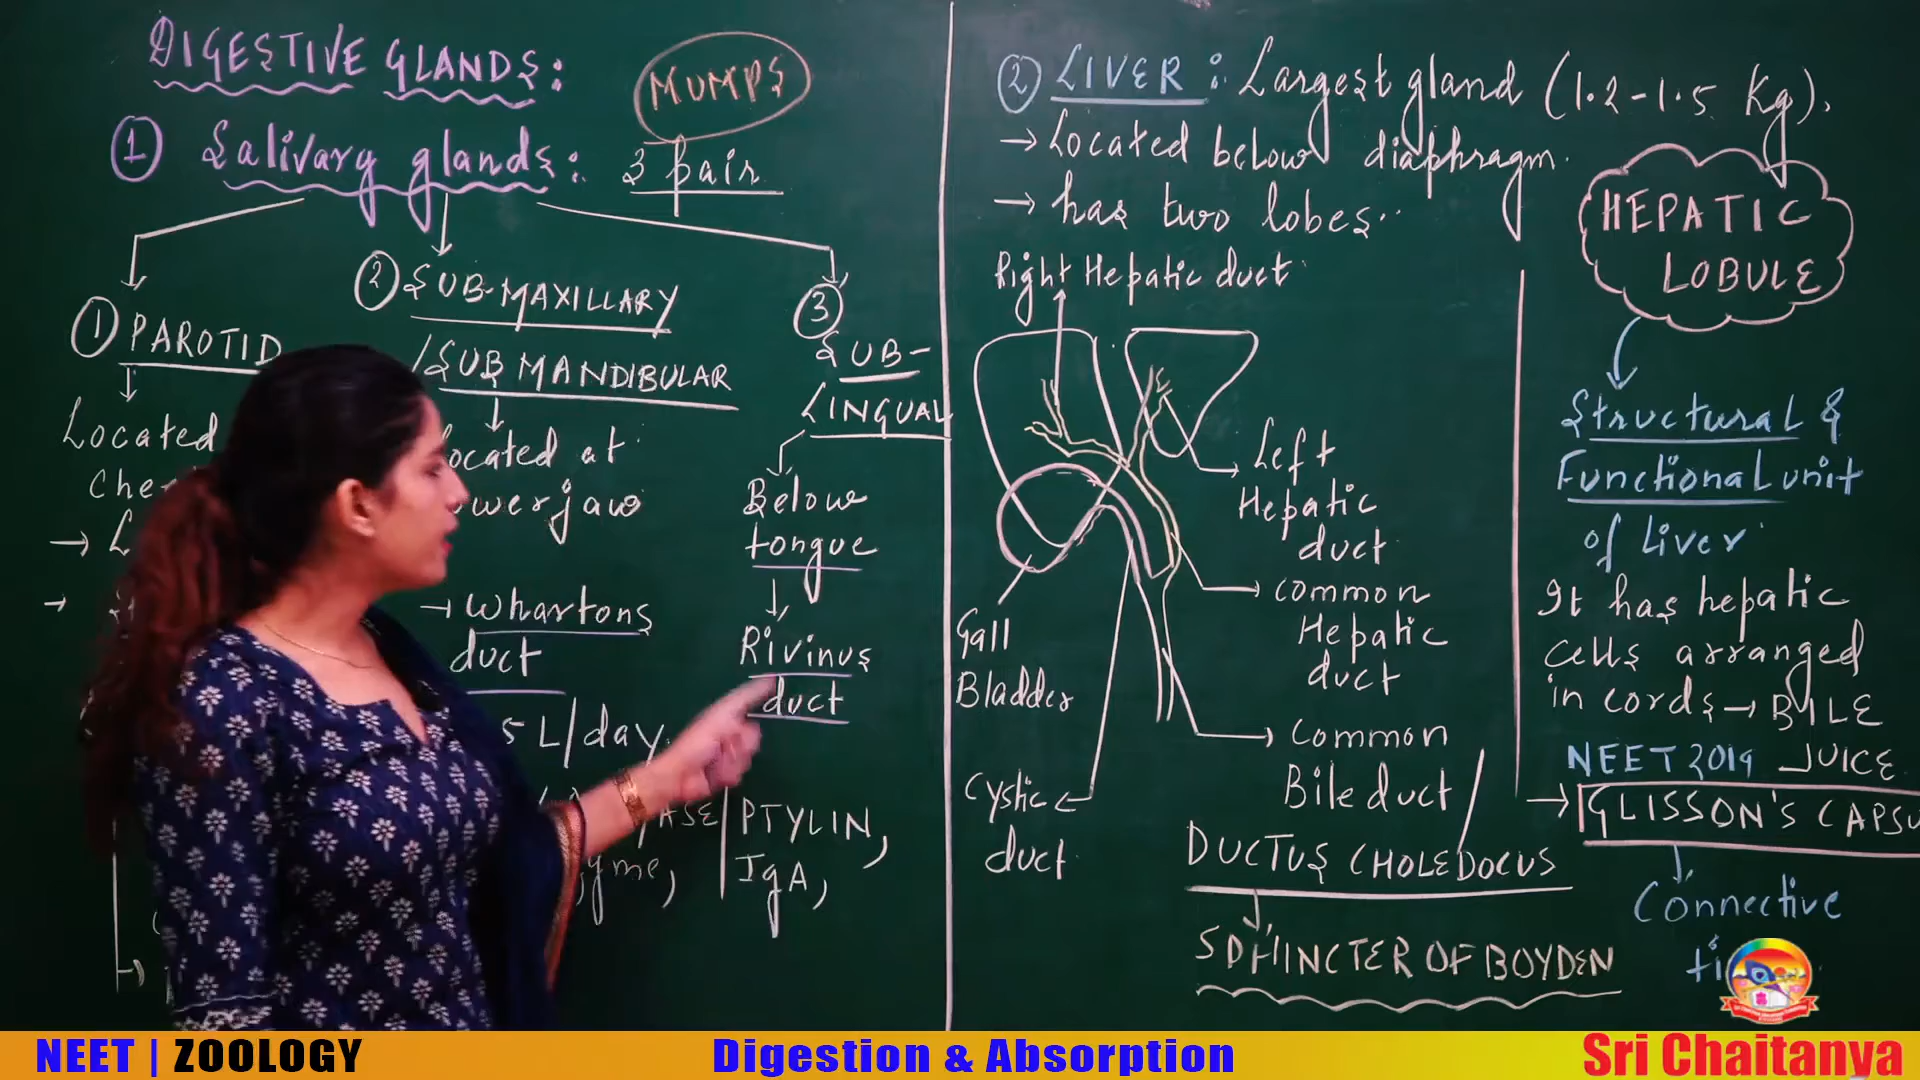 DIGESTIVE GLANDS:
MUMPS
① Salivary glands: 3 pair
① PAROTID
Located
② SUB-MAXILLARY
/SUB MANDIBULAR
located at
lower jaw
→ Whartons
duct
5 L/day
③
SUB-
LINGUAL
Below
tongue
Rivinus
duct
ASE | PTYLIN,
IgA,
② LIVER: Largest gland (1.2-1.5 Kg).
→ Located below diaphragm.
→ has two lobes..
Right Hepatic duct
Left
Hepatic
duct
Common
Hepatic
duct
Gall
Bladder
Common
Bile duct
Cystic
duct
DUCTUS CHOLEDOCUS
SPHINCTER OF BOYDEN
HEPATIC
LOBULE
Structural &
Functional unit
of Liver
It has hepatic
cells arranged
in cords → BILE
NEET 2019 JUICE
→ GLISSON'S CAPSU
Connective
NEET | ZOOLOGY
Digestion & Absorption
Sri Chaitanya